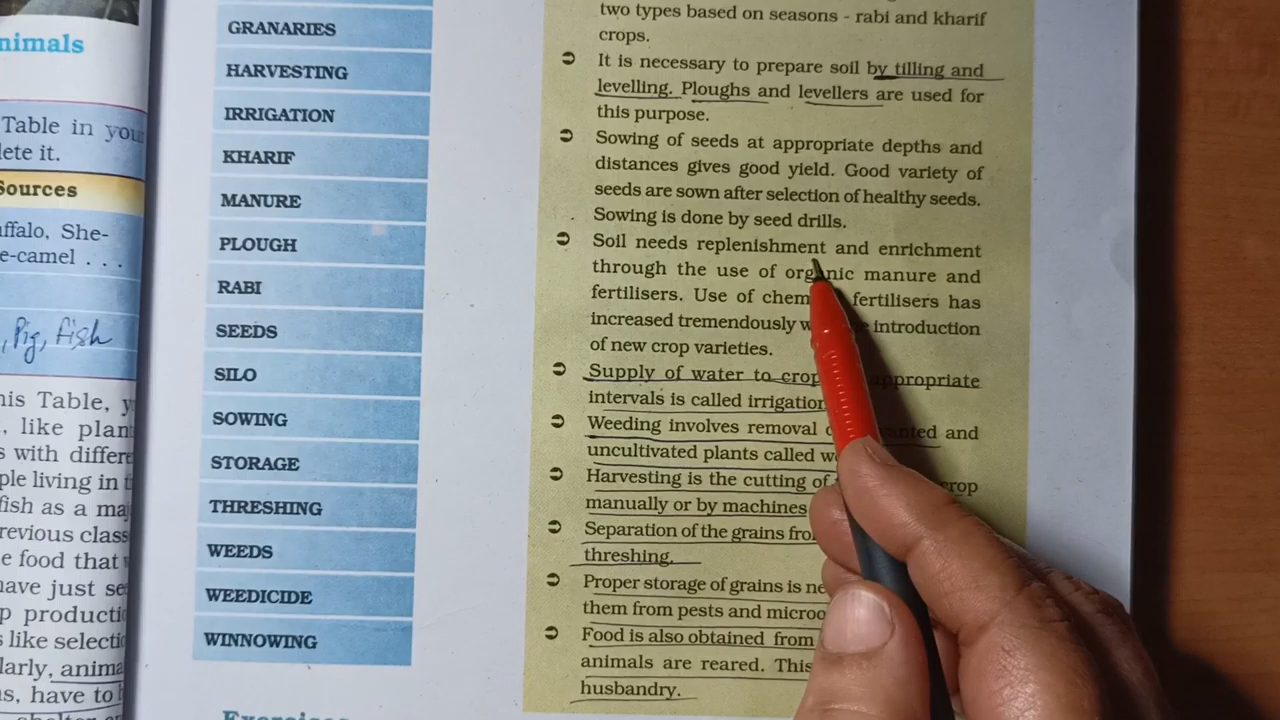 nimals
Table in your
lete it.
Sources
ffalo, She-
e-camel . . .
, Pig, fish
his Table, y
, like plan
s with differe
ple living in
fish as a ma
revious class
e food that
have just se
p producti
s like selecti
larly, anima
s, have to
GRANARIES
HARVESTING
IRRIGATION
KHARIF
MANURE
PLOUGH
RABI
SEEDS
SILO
SOWING
STORAGE
THRESHING
WEEDS
WEEDICIDE
WINNOWING
Exercises
two types based on seasons - rabi and kharif
crops.
➲ It is necessary to prepare soil by tilling and
levelling. Ploughs and levellers are used for
this purpose.
➲ Sowing of seeds at appropriate depths and
distances gives good yield. Good variety of
seeds are sown after selection of healthy seeds.
Sowing is done by seed drills.
➲ Soil needs replenishment and enrichment
through the use of organic manure and
fertilisers. Use of chem fertilisers has
increased tremendously w introduction
of new crop varieties.
➲ Supply of water to crop appropriate
intervals is called irrigation
➲ Weeding involves removal and
uncultivated plants called w
➲ Harvesting is the cutting of crop
manually or by machines
➲ Separation of the grains fro
threshing.
➲ Proper storage of grains is ne
them from pests and microo
➲ Food is also obtained from
animals are reared. This
husbandry.